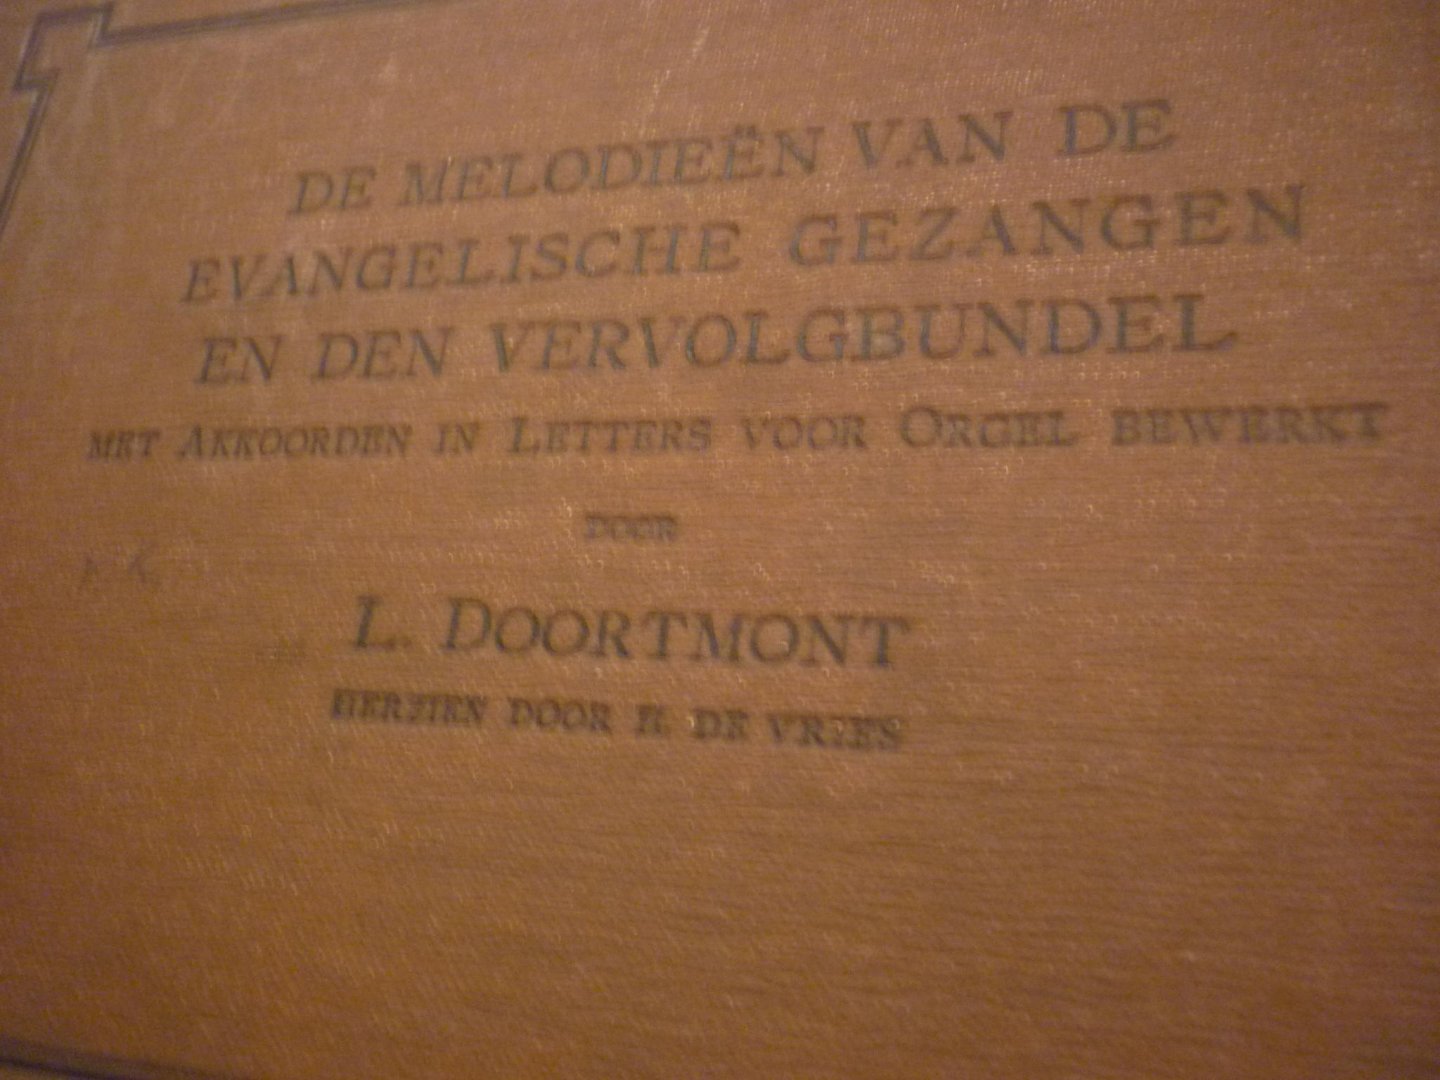 DE MELODIEËN VAN DE
EVANGELISCHE GEZANGEN
EN DEN VERVOLGBUNDEL
MET AKKOORDEN IN LETTERS VOOR ORGEL BEWERKT
DOOR
L. DOORTMONT
HERZIEN DOOR H. DE VRIES